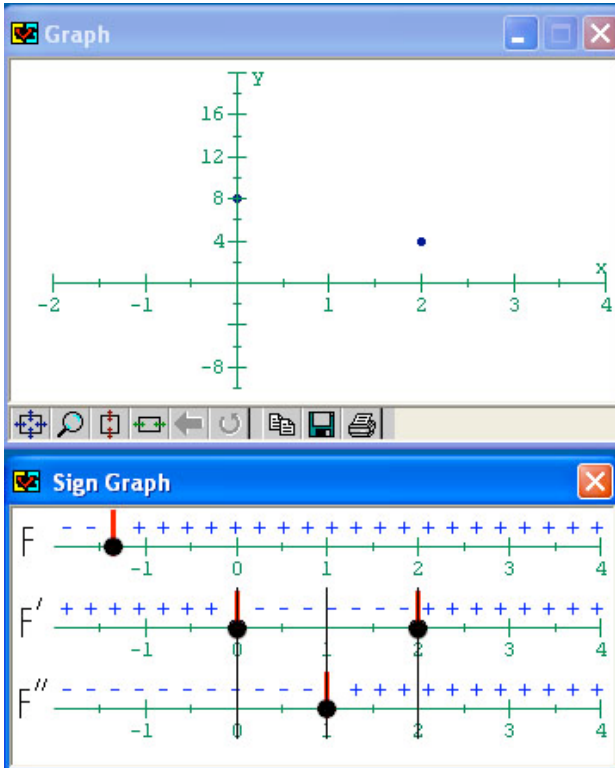 Graph
y
16
12
8
4
x
-2 -1 1 2 3 4
-8
Sign Graph
F - - + + + + + + + + + + + + + + + + + +
-1 0 1 2 3 4
F′ + + + + + + + - - - - - - + + + + + + +
-1 0 1 2 3 4
F″ - - - - - - - - - - + + + + + + + + + +
-1 0 1 2 3 4